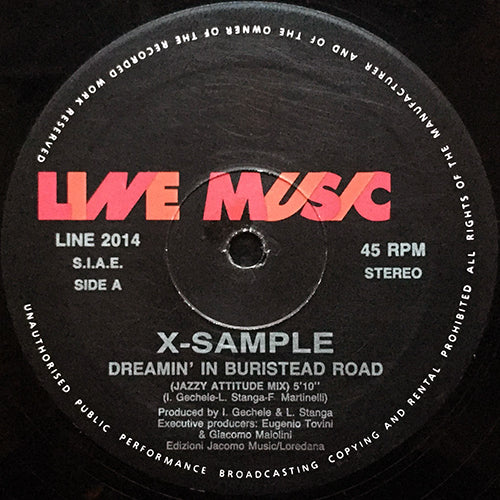 ALL RIGHTS OF THE MANUFACTURER AND OF THE OWNER OF THE RECORDED WORK RESERVED
LINE MUSIC
LINE 2014
S.I.A.E.
SIDE A
45 RPM
STEREO
X-SAMPLE
DREAMIN' IN BURISTEAD ROAD
(JAZZY ATTITUDE MIX) 5'10"
(I. Gechele-L. Stanga-F. Martinelli)
Produced by I. Gechele & L. Stanga
Executive producers: Eugenio Tovini
& Giacomo Maiolini
Edizioni Jacomo Music/Loredana
UNAUTHORISED PUBLIC PERFORMANCE BROADCASTING COPYING AND RENTAL PROHIBITED